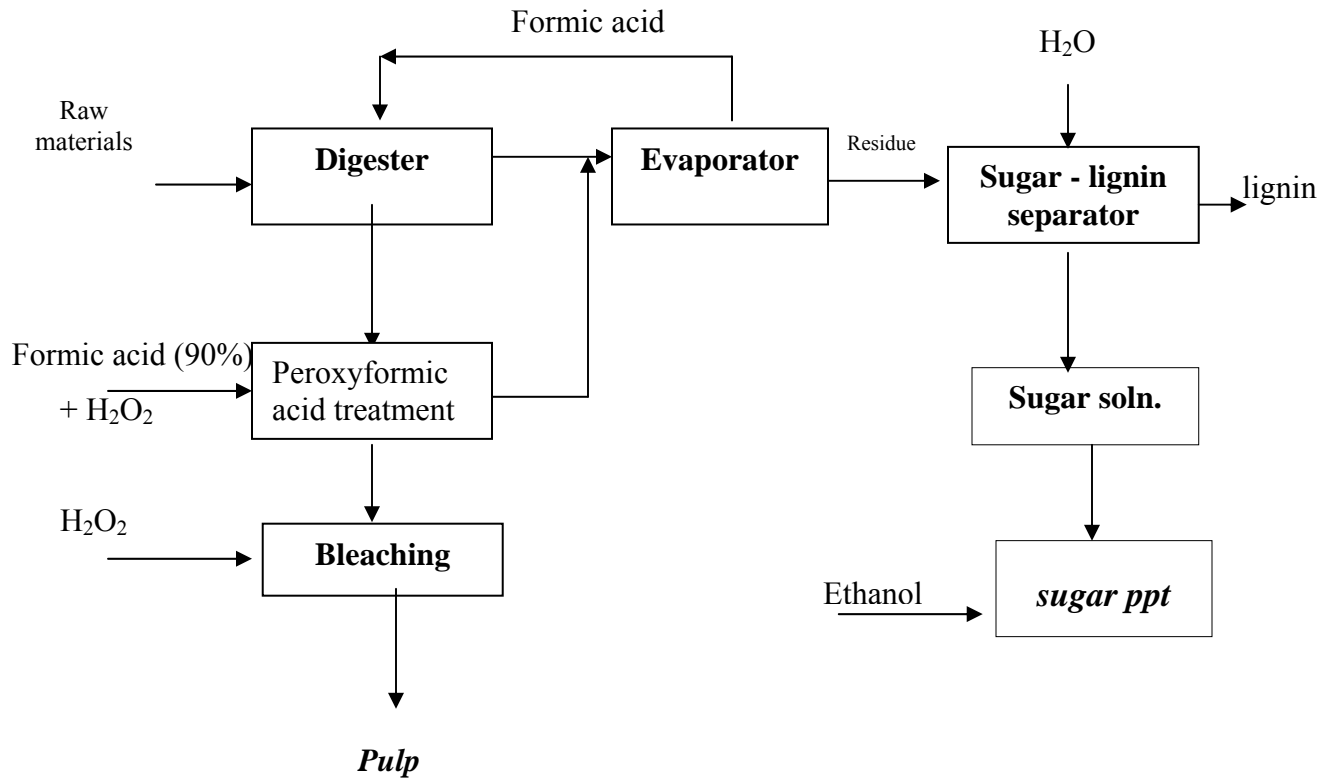 Formic acid
H₂O
Raw
materials
Digester
Evaporator
Residue
Sugar - lignin
separator
lignin
Formic acid (90%)
+ H₂O₂
Peroxyformic
acid treatment
Sugar soln.
H₂O₂
Bleaching
Ethanol
sugar ppt
Pulp